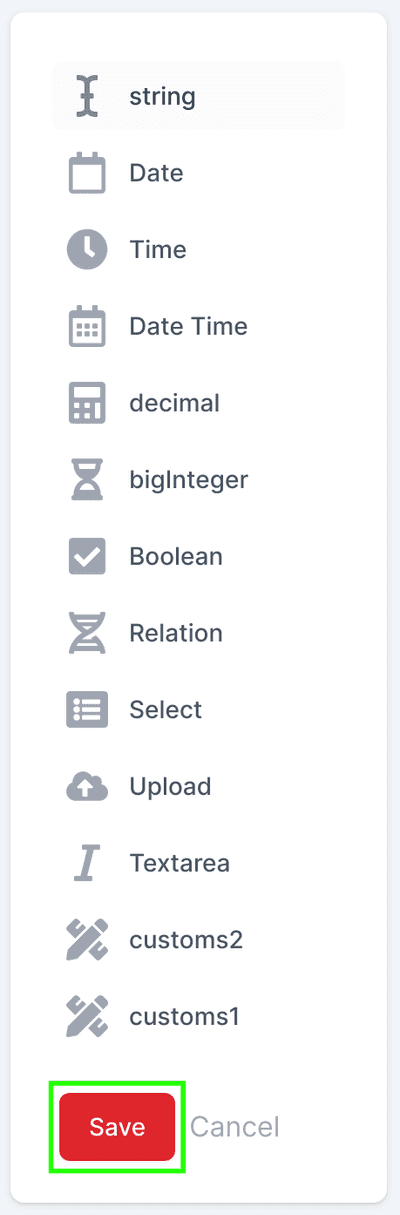 string
Date
Time
Date Time
decimal
bigInteger
Boolean
Relation
Select
Upload
Textarea
customs2
customs1
Save Cancel